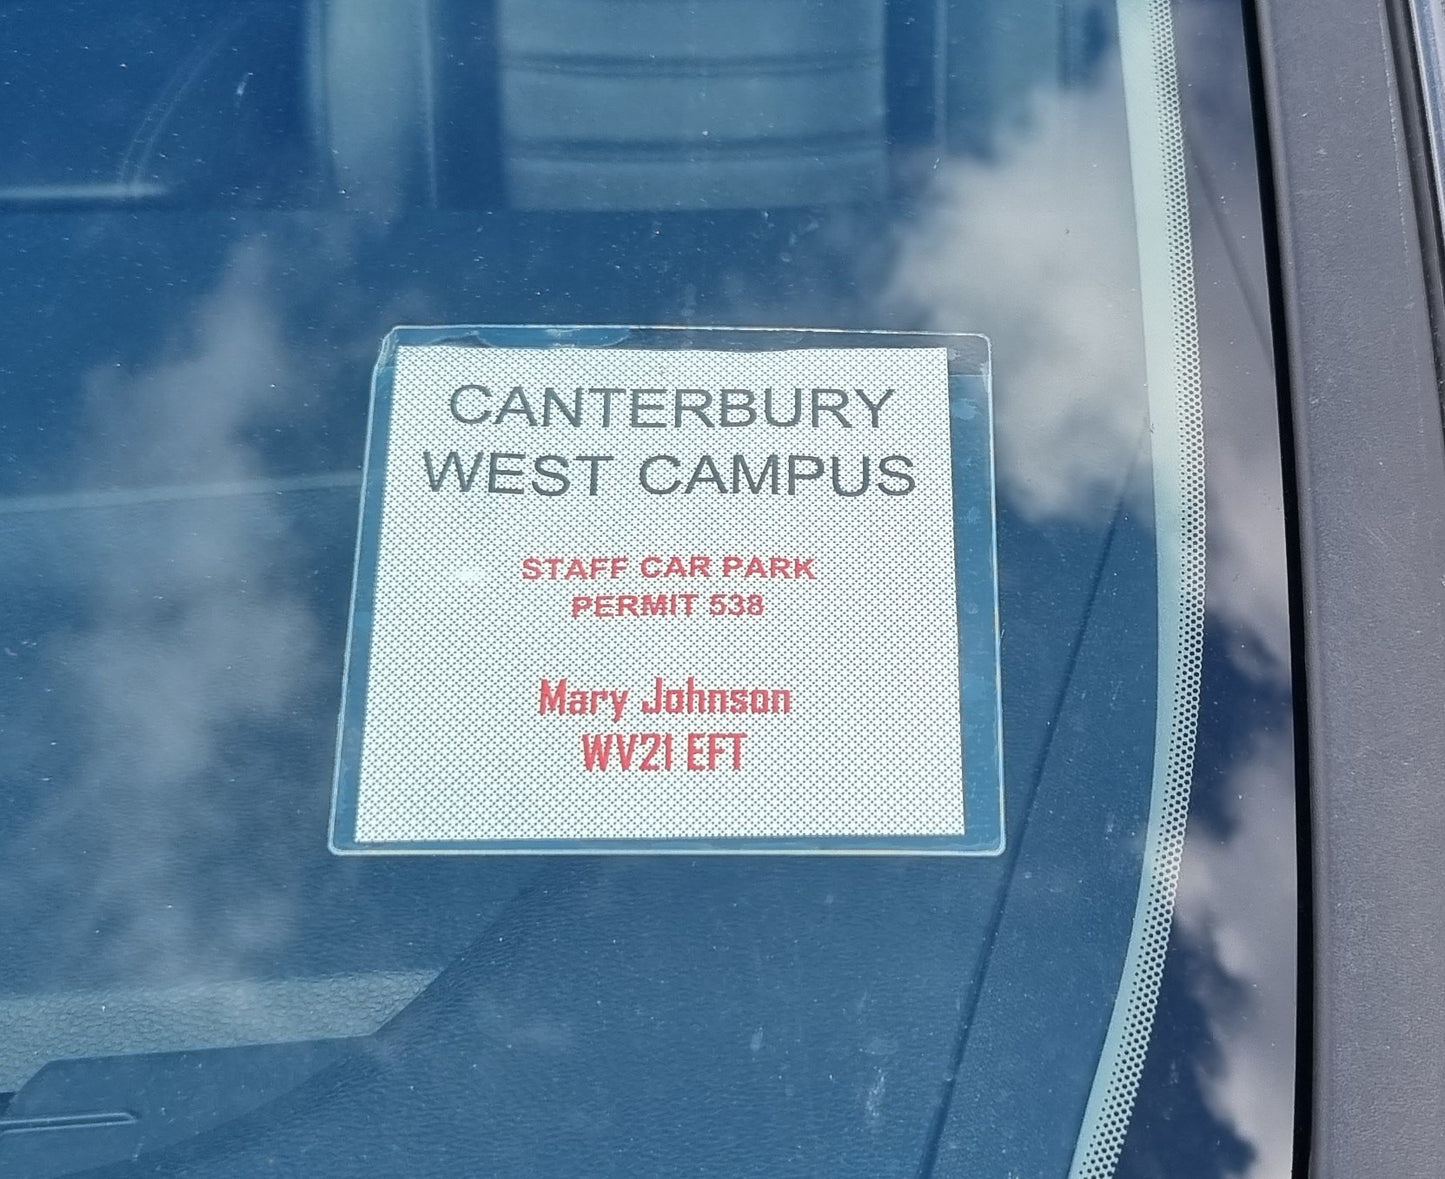 CANTERBURY
WEST CAMPUS
STAFF CAR PARK
PERMIT 538
Mary Johnson
WV21 EFT